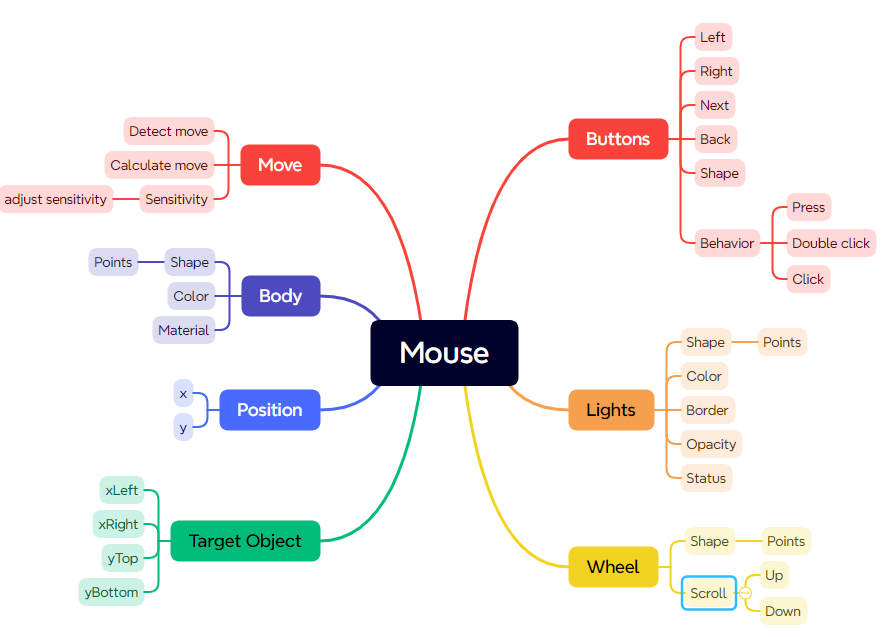 Mouse
Buttons
Left
Right
Next
Back
Shape
Behavior
Press
Double click
Click
Lights
Shape
Points
Color
Border
Opacity
Status
Wheel
Shape
Points
Scroll
Up
Down
Move
Detect move
Calculate move
Sensitivity
adjust sensitivity
Body
Shape
Points
Color
Material
Position
x
y
Target Object
xLeft
xRight
yTop
yBottom